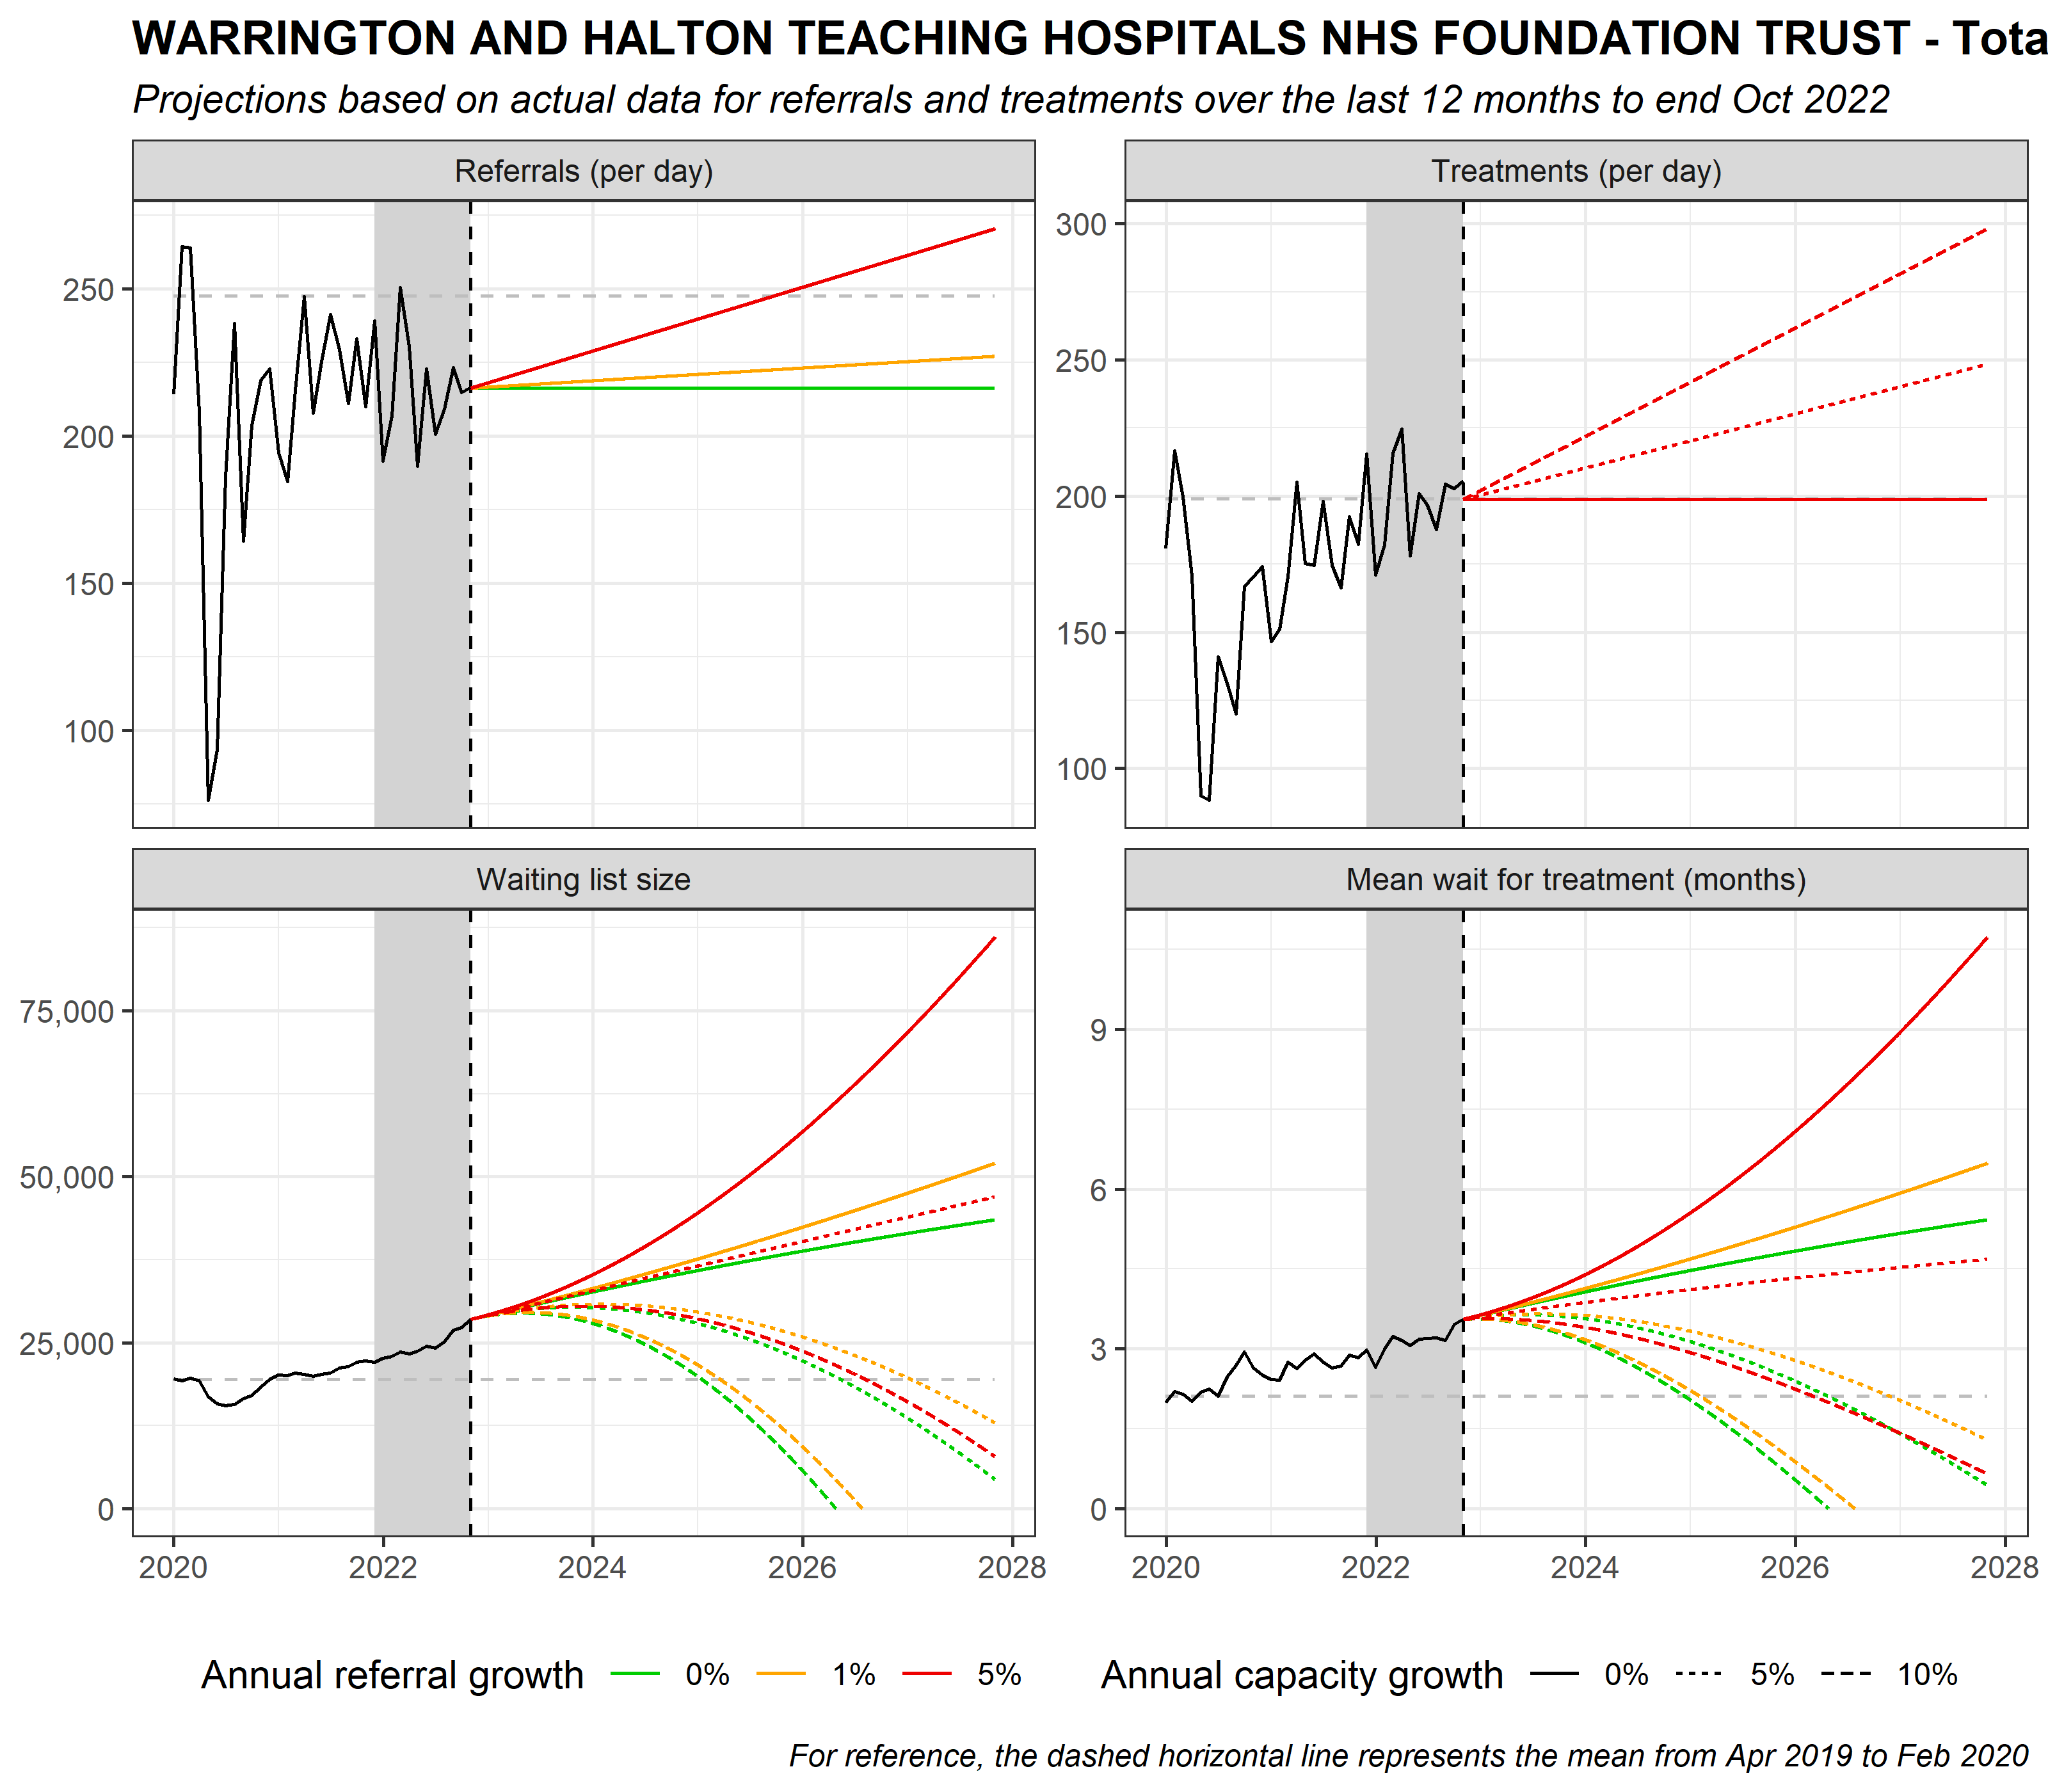 WARRINGTON AND HALTON TEACHING HOSPITALS NHS FOUNDATION TRUST - Tota
Projections based on actual data for referrals and treatments over the last 12 months to end Oct 2022
Referrals (per day)
250
200
150
100
Treatments (per day)
300
250
200
150
100
Waiting list size
75,000
50,000
25,000
0
2020 2022 2024 2026 2028
Mean wait for treatment (months)
9
6
3
0
2020 2022 2024 2026 2028
Annual referral growth 0% 1% 5%
Annual capacity growth 0% 5% 10%
For reference, the dashed horizontal line represents the mean from Apr 2019 to Feb 2020